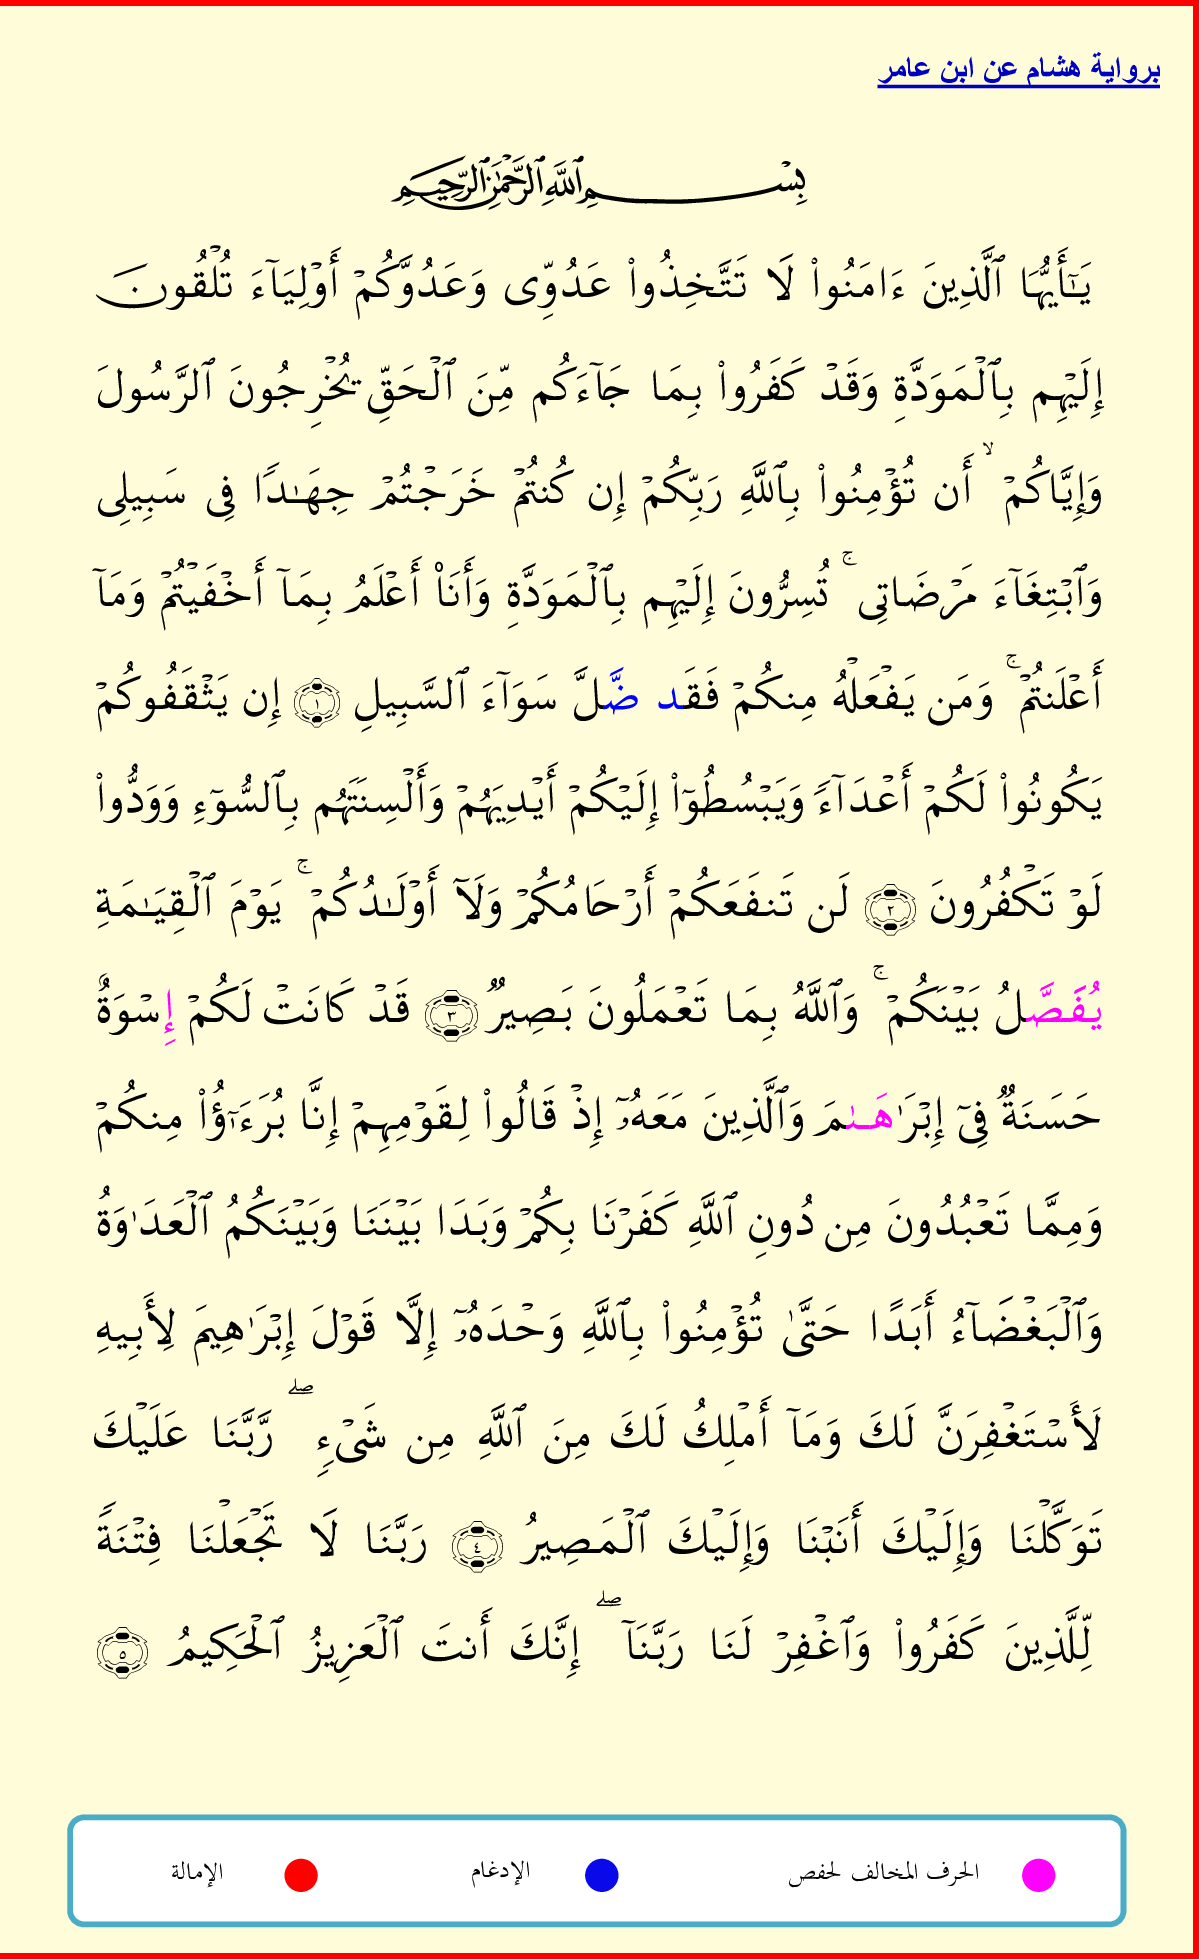 برواية هشام عن ابن عامر
بِسْمِ ٱللَّهِ ٱلرَّحْمَٰنِ ٱلرَّحِيمِ
يَٰٓأَيُّهَا ٱلَّذِينَ ءَامَنُوا۟ لَا تَتَّخِذُوا۟ عَدُوِّى وَعَدُوَّكُمْ أَوْلِيَآءَ تُلْقُونَ
إِلَيْهِم بِٱلْمَوَدَّةِ وَقَدْ كَفَرُوا۟ بِمَا جَآءَكُم مِّنَ ٱلْحَقِّ يُخْرِجُونَ ٱلرَّسُولَ
وَإِيَّاكُمْ ۙ أَن تُؤْمِنُوا۟ بِٱللَّهِ رَبِّكُمْ إِن كُنتُمْ خَرَجْتُمْ جِهَٰدًا فِى سَبِيلِى
وَٱبْتِغَآءَ مَرْضَاتِى ۚ تُسِرُّونَ إِلَيْهِم بِٱلْمَوَدَّةِ وَأَنَا۠ أَعْلَمُ بِمَآ أَخْفَيْتُمْ وَمَآ
أَعْلَنتُمْ ۚ وَمَن يَفْعَلْهُ مِنكُمْ فَقَد ضَّلَّ سَوَآءَ ٱلسَّبِيلِ ١ إِن يَثْقَفُوكُمْ
يَكُونُوا۟ لَكُمْ أَعْدَآءً وَيَبْسُطُوٓا۟ إِلَيْكُمْ أَيْدِيَهُمْ وَأَلْسِنَتَهُم بِٱلسُّوٓءِ وَوَدُّوا۟
لَوْ تَكْفُرُونَ ٢ لَن تَنفَعَكُمْ أَرْحَامُكُمْ وَلَآ أَوْلَٰدُكُمْ ۚ يَوْمَ ٱلْقِيَٰمَةِ
يُفَصَّلُ بَيْنَكُمْ ۚ وَٱللَّهُ بِمَا تَعْمَلُونَ بَصِيرٌ ٣ قَدْ كَانَتْ لَكُمْ إِسْوَةٌ
حَسَنَةٌ فِىٓ إِبْرَٰهَٰمَ وَٱلَّذِينَ مَعَهُۥٓ إِذْ قَالُوا۟ لِقَوْمِهِمْ إِنَّا بُرَءَٰٓؤُا۟ مِنكُمْ
وَمِمَّا تَعْبُدُونَ مِن دُونِ ٱللَّهِ كَفَرْنَا بِكُمْ وَبَدَا بَيْنَنَا وَبَيْنَكُمُ ٱلْعَدَٰوَةُ
وَٱلْبَغْضَآءُ أَبَدًا حَتَّىٰ تُؤْمِنُوا۟ بِٱللَّهِ وَحْدَهُۥٓ إِلَّا قَوْلَ إِبْرَٰهِيمَ لِأَبِيهِ
لَأَسْتَغْفِرَنَّ لَكَ وَمَآ أَمْلِكُ لَكَ مِنَ ٱللَّهِ مِن شَىْءٍ ۖ رَّبَّنَا عَلَيْكَ
تَوَكَّلْنَا وَإِلَيْكَ أَنَبْنَا وَإِلَيْكَ ٱلْمَصِيرُ ٤ رَبَّنَا لَا تَجْعَلْنَا فِتْنَةً
لِّلَّذِينَ كَفَرُوا۟ وَٱغْفِرْ لَنَا رَبَّنَآ ۖ إِنَّكَ أَنتَ ٱلْعَزِيزُ ٱلْحَكِيمُ ٥
الحرف المخالف لحفص الإدغام الإمالة